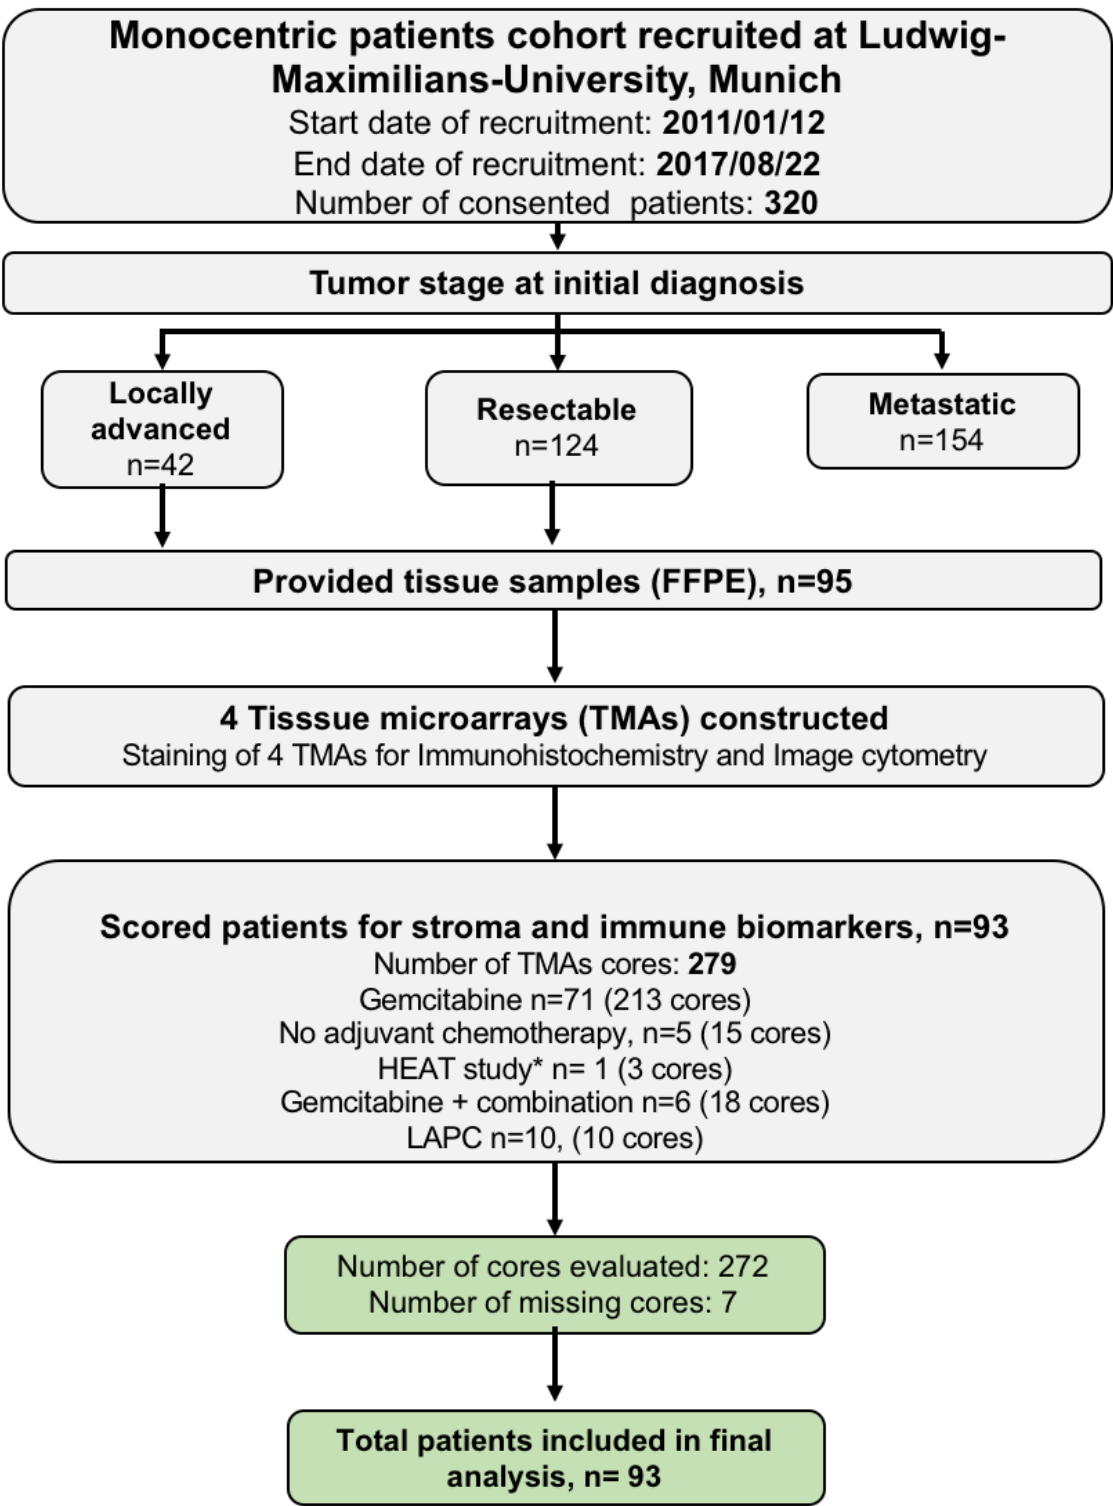 Monocentric patients cohort recruited at Ludwig-
Maximilians-University, Munich
Start date of recruitment: 2011/01/12
End date of recruitment: 2017/08/22
Number of consented patients: 320
Tumor stage at initial diagnosis
Locally
advanced
n=42
Resectable
n=124
Metastatic
n=154
Provided tissue samples (FFPE), n=95
4 Tisssue microarrays (TMAs) constructed
Staining of 4 TMAs for Immunohistochemistry and Image cytometry
Scored patients for stroma and immune biomarkers, n=93
Number of TMAs cores: 279
Gemcitabine n=71 (213 cores)
No adjuvant chemotherapy, n=5 (15 cores)
HEAT study* n= 1 (3 cores)
Gemcitabine + combination n=6 (18 cores)
LAPC n=10, (10 cores)
Number of cores evaluated: 272
Number of missing cores: 7
Total patients included in final
analysis, n= 93